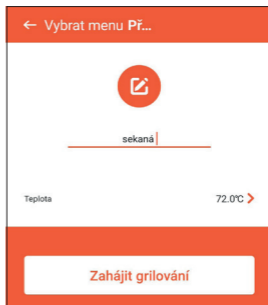 ← Vybrat menu Př...
sekaná
Teplota 72.0℃ >
Zahájit grilování